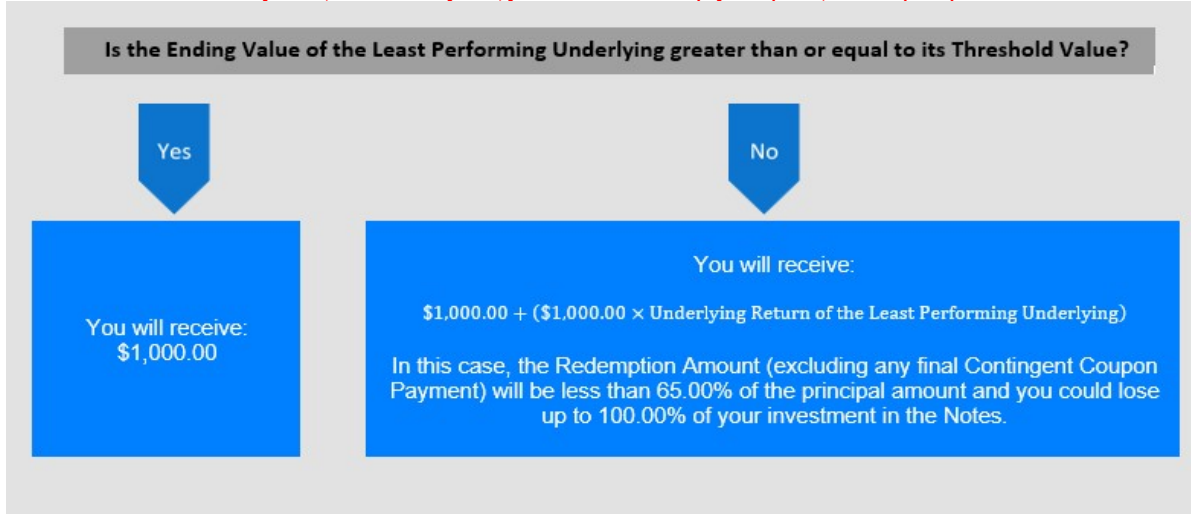 Is the Ending Value of the Least Performing Underlying greater than or equal to its Threshold Value?
Yes
No
You will receive:
$1,000.00
You will receive:
$1,000.00 + ($1,000.00 × Underlying Return of the Least Performing Underlying)
In this case, the Redemption Amount (excluding any final Contingent Coupon
Payment) will be less than 65.00% of the principal amount and you could lose
up to 100.00% of your investment in the Notes.